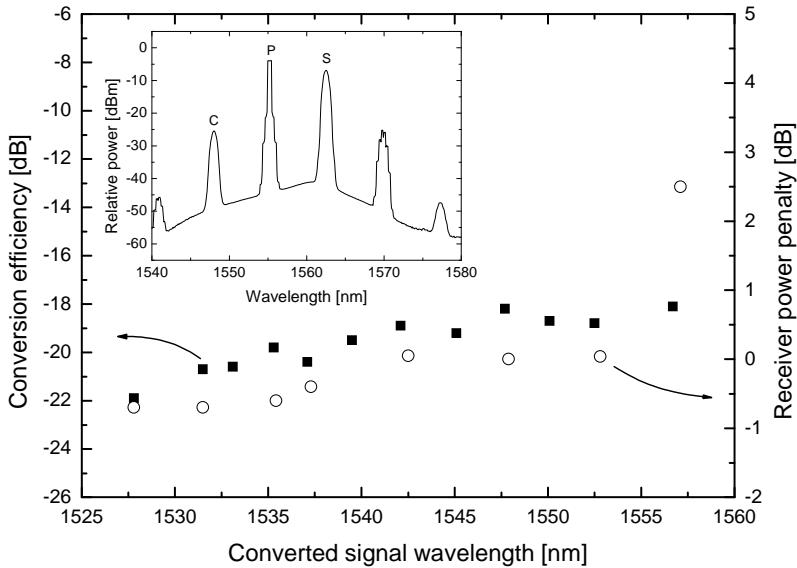 -6
-8
-10
-12
-14
-16
-18
-20
-22
-24
-26
Conversion efficiency [dB]
5
4
3
2
1
0
-1
-2
Receiver power penalty [dB]
1525 1530 1535 1540 1545 1550 1555 1560
Converted signal wavelength [nm]
0
-10
-20
-30
-40
-50
-60
Relative power [dBm]
C
P
S
1540 1550 1560 1570 1580
Wavelength [nm]